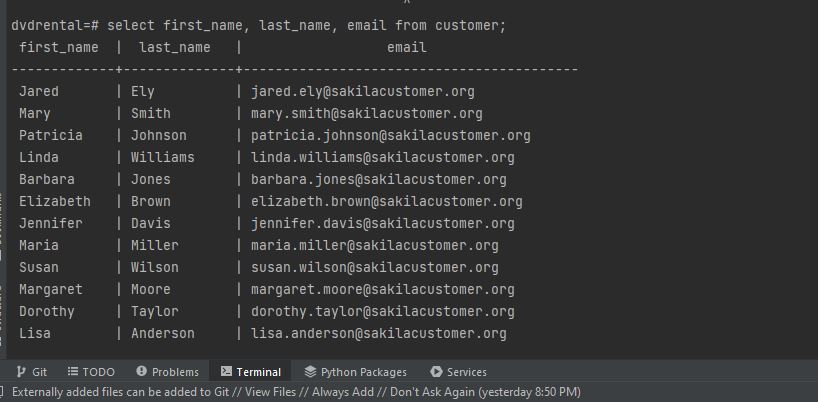 dvdrental=# select first_name, last_name, email from customer;
first_name | last_name | email
-------------+--------------+------------------------------------------
Jared | Ely | jared.ely@sakilacustomer.org
Mary | Smith | mary.smith@sakilacustomer.org
Patricia | Johnson | patricia.johnson@sakilacustomer.org
Linda | Williams | linda.williams@sakilacustomer.org
Barbara | Jones | barbara.jones@sakilacustomer.org
Elizabeth | Brown | elizabeth.brown@sakilacustomer.org
Jennifer | Davis | jennifer.davis@sakilacustomer.org
Maria | Miller | maria.miller@sakilacustomer.org
Susan | Wilson | susan.wilson@sakilacustomer.org
Margaret | Moore | margaret.moore@sakilacustomer.org
Dorothy | Taylor | dorothy.taylor@sakilacustomer.org
Lisa | Anderson | lisa.anderson@sakilacustomer.org
Git TODO Problems Terminal Python Packages Services
Externally added files can be added to Git // View Files // Always Add // Don't Ask Again (yesterday 8:50 PM)